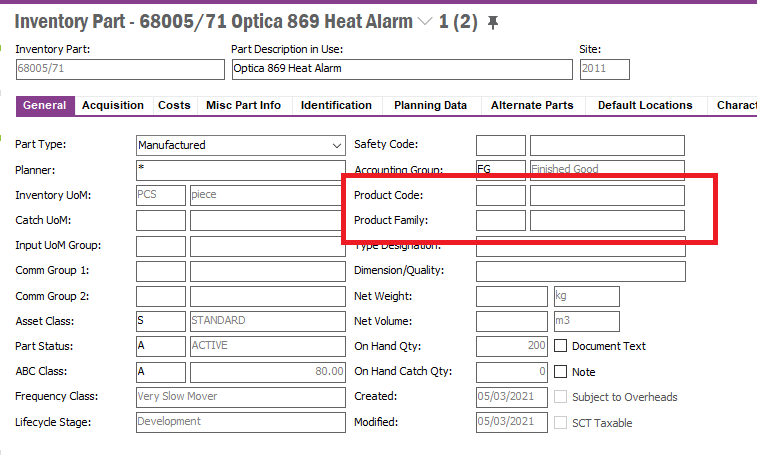 Inventory Part - 68005/71 Optica 869 Heat Alarm 1 (2)
Inventory Part: Part Description in Use: Site:
68005/71 Optica 869 Heat Alarm 2011
General Acquisition Costs Misc Part Info Identification Planning Data Alternate Parts Default Locations Charact
Part Type: Manufactured Safety Code:
Planner: * Accounting Group: FG Finished Good
Inventory UoM: PCS piece Product Code:
Catch UoM: Product Family:
Input UoM Group: Type Designation:
Comm Group 1: Dimension/Quality:
Comm Group 2: Net Weight: kg
Asset Class: S STANDARD Net Volume: m3
Part Status: A ACTIVE On Hand Qty: 200 Document Text
ABC Class: A 80.00 On Hand Catch Qty: 0 Note
Frequency Class: Very Slow Mover Created: 05/03/2021 Subject to Overheads
Lifecycle Stage: Development Modified: 05/03/2021 SCT Taxable